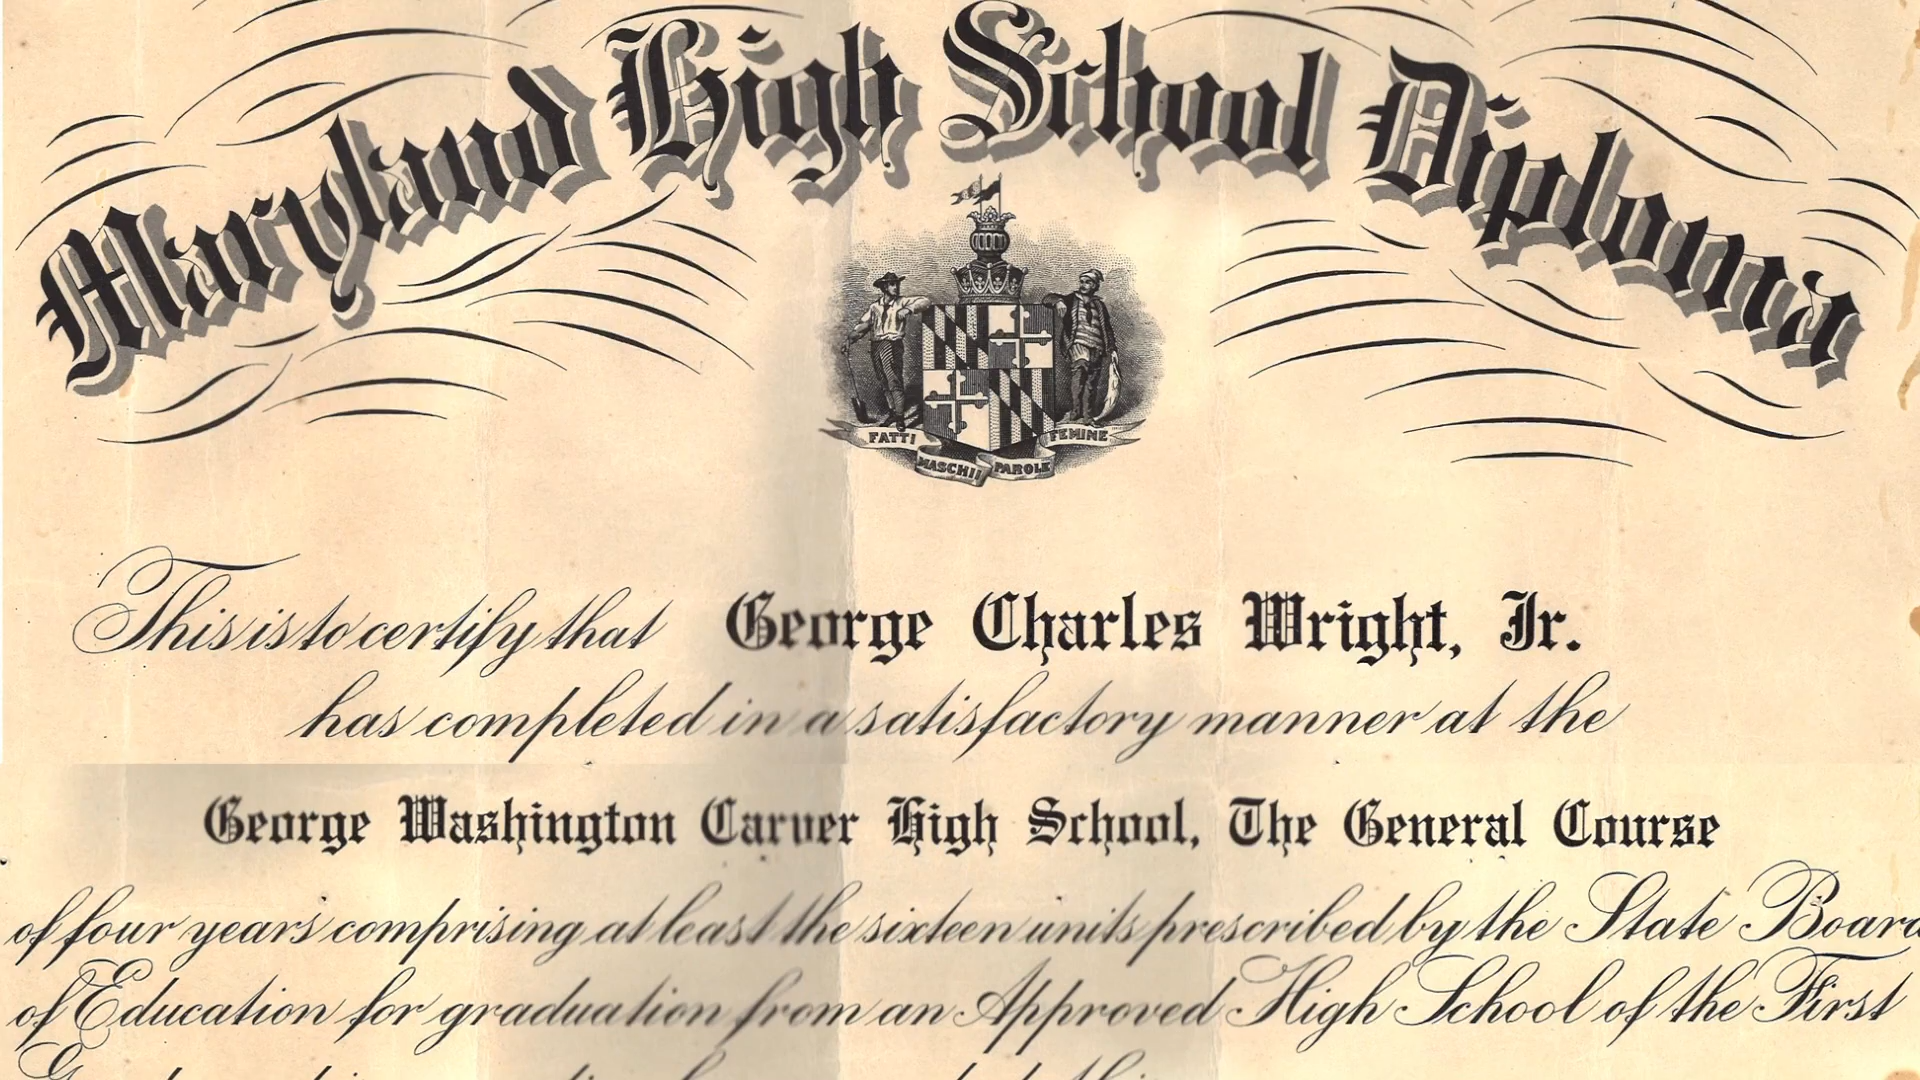 Maryland High School Diploma
FATTI MASCHII PAROLE FEMINE
This is to certify that George Charles Wright, Jr.
has completed in a satisfactory manner at the
George Washington Carver High School, The General Course
of four years comprising at least the sixteen units prescribed by the State Board
of Education for graduation from an Approved High School of the First